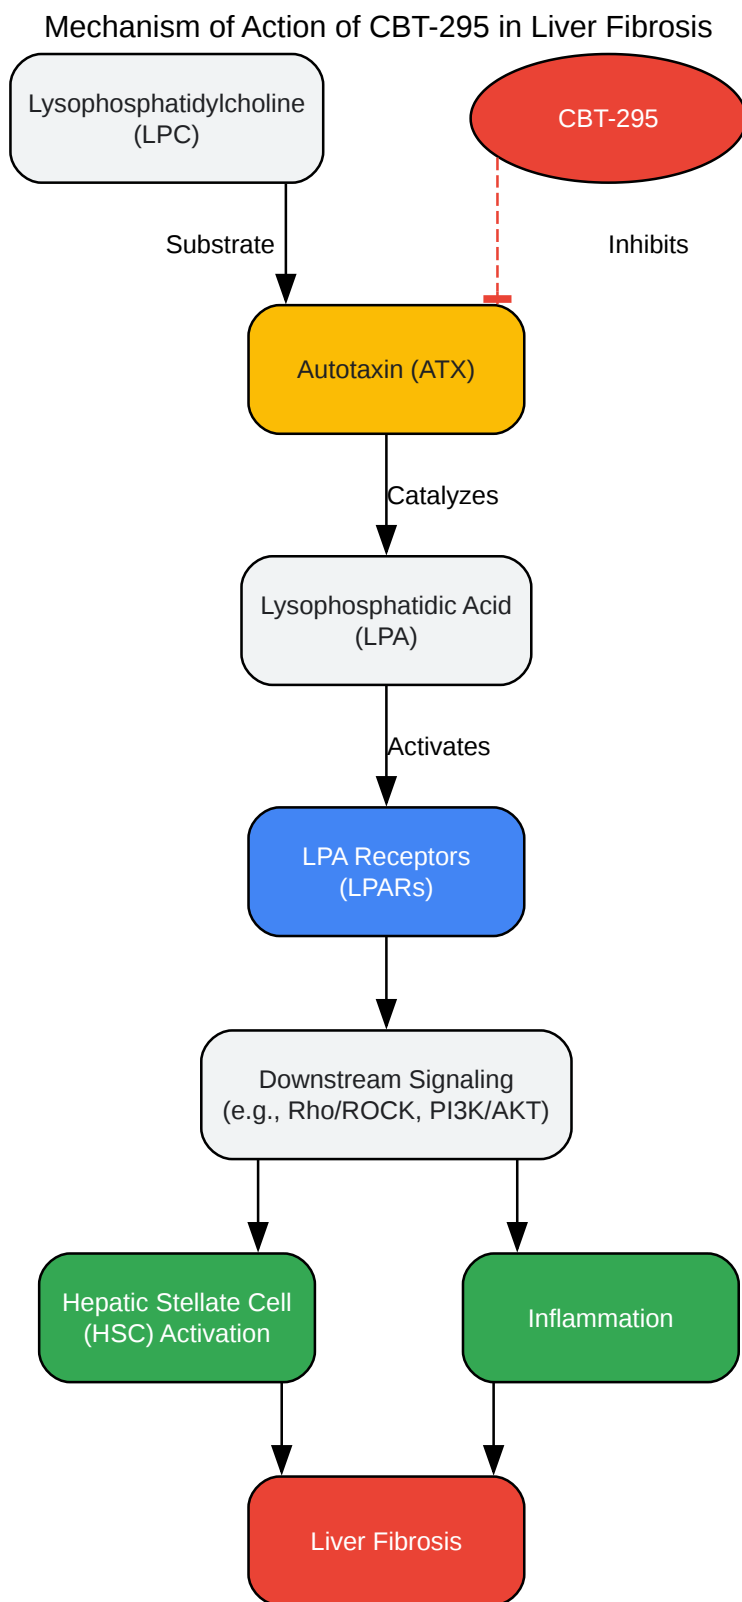 Mechanism of Action of CBT-295 in Liver Fibrosis
Lysophosphatidylcholine
(LPC)
CBT-295
Substrate
Inhibits
Autotaxin (ATX)
Catalyzes
Lysophosphatidic Acid
(LPA)
Activates
LPA Receptors
(LPARs)
Downstream Signaling
(e.g., Rho/ROCK, PI3K/AKT)
Hepatic Stellate Cell
(HSC) Activation
Inflammation
Liver Fibrosis